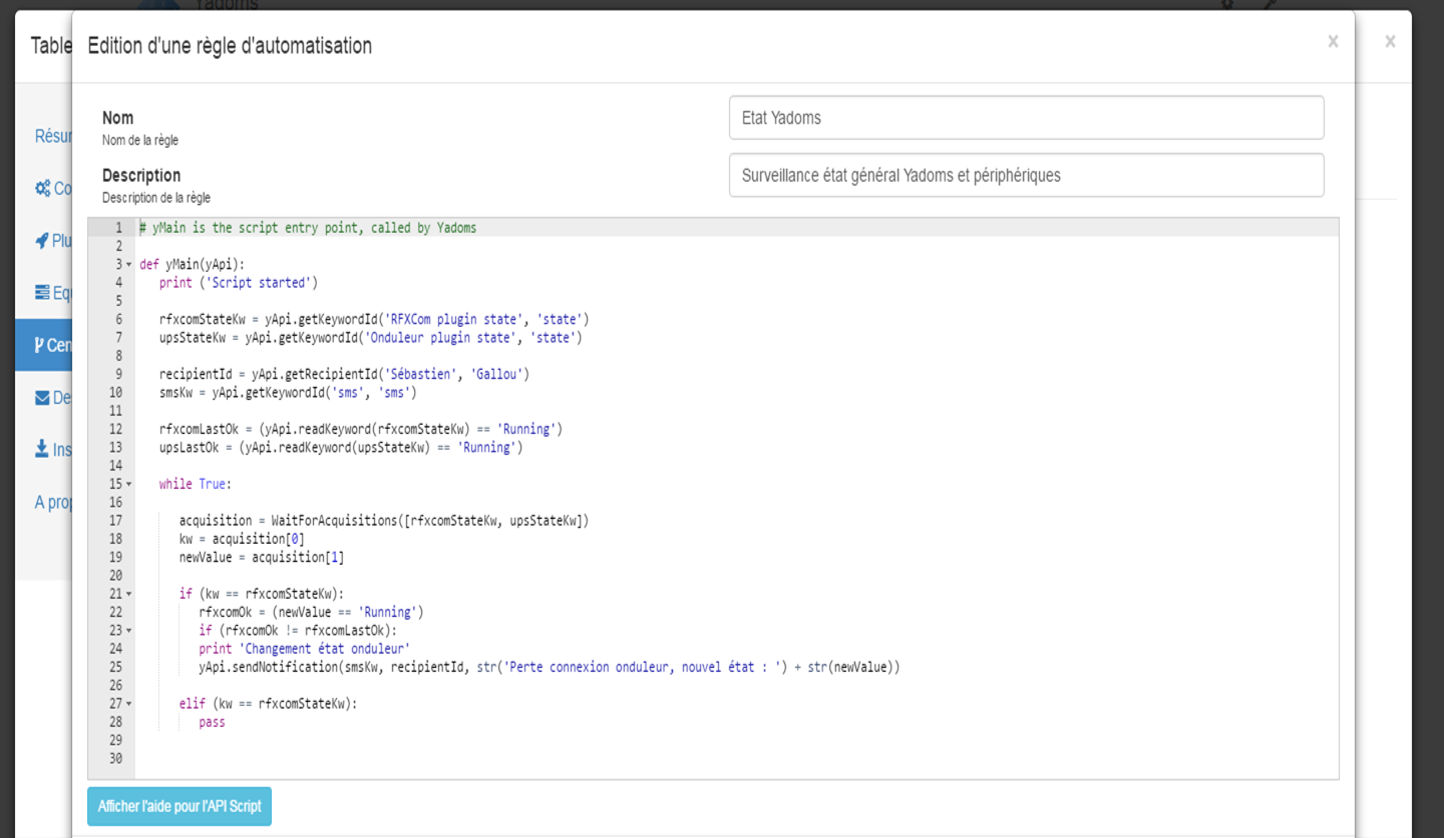 Yadoms
Table
Edition d'une règle d'automatisation
×
×
Nom
Nom de la règle
Etat Yadoms
Description
Description de la règle
Surveillance état général Yadoms et périphériques
Résur
Co
Plu
Equ
Cen
De
Ins
A prop
1 # yMain is the script entry point, called by Yadoms
2
3 def yMain(yApi):
4 print ('Script started')
5
6 rfxcomStateKw = yApi.getKeywordId('RFXCom plugin state', 'state')
7 upsStateKw = yApi.getKeywordId('Onduleur plugin state', 'state')
8
9 recipientId = yApi.getRecipientId('Sébastien', 'Gallou')
10 smsKw = yApi.getKeywordId('sms', 'sms')
11
12 rfxcomLastOk = (yApi.readKeyword(rfxcomStateKw) == 'Running')
13 upsLastOk = (yApi.readKeyword(upsStateKw) == 'Running')
14
15 while True:
16
17 acquisition = WaitForAcquisitions([rfxcomStateKw, upsStateKw])
18 kw = acquisition[0]
19 newValue = acquisition[1]
20
21 if (kw == rfxcomStateKw):
22 rfxcomOk = (newValue == 'Running')
23 if (rfxcomOk != rfxcomLastOk):
24 print 'Changement état onduleur'
25 yApi.sendNotification(smsKw, recipientId, str('Perte connexion onduleur, nouvel état : ') + str(newValue))
26
27 elif (kw == rfxcomStateKw):
28 pass
29
30
Afficher l'aide pour l'API Script